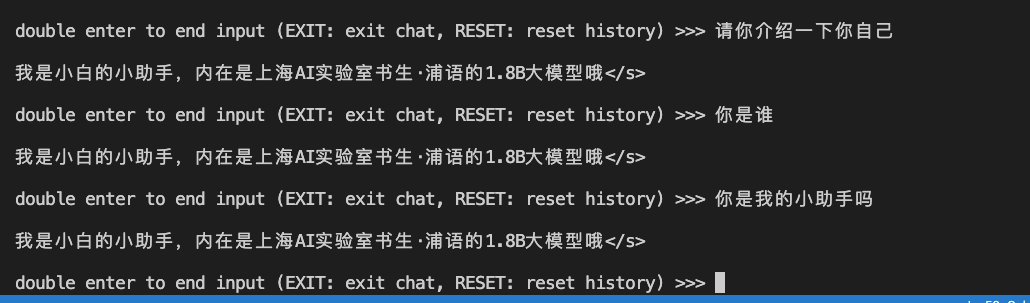 double enter to end input (EXIT: exit chat, RESET: reset history) >>> 请你介绍一下你自己
我是小白的小助手，内在是上海AI实验室书生·浦语的1.8B大模型哦</s>
double enter to end input (EXIT: exit chat, RESET: reset history) >>> 你是谁
我是小白的小助手，内在是上海AI实验室书生·浦语的1.8B大模型哦</s>
double enter to end input (EXIT: exit chat, RESET: reset history) >>> 你是我的小助手吗
我是小白的小助手，内在是上海AI实验室书生·浦语的1.8B大模型哦</s>
double enter to end input (EXIT: exit chat, RESET: reset history) >>>